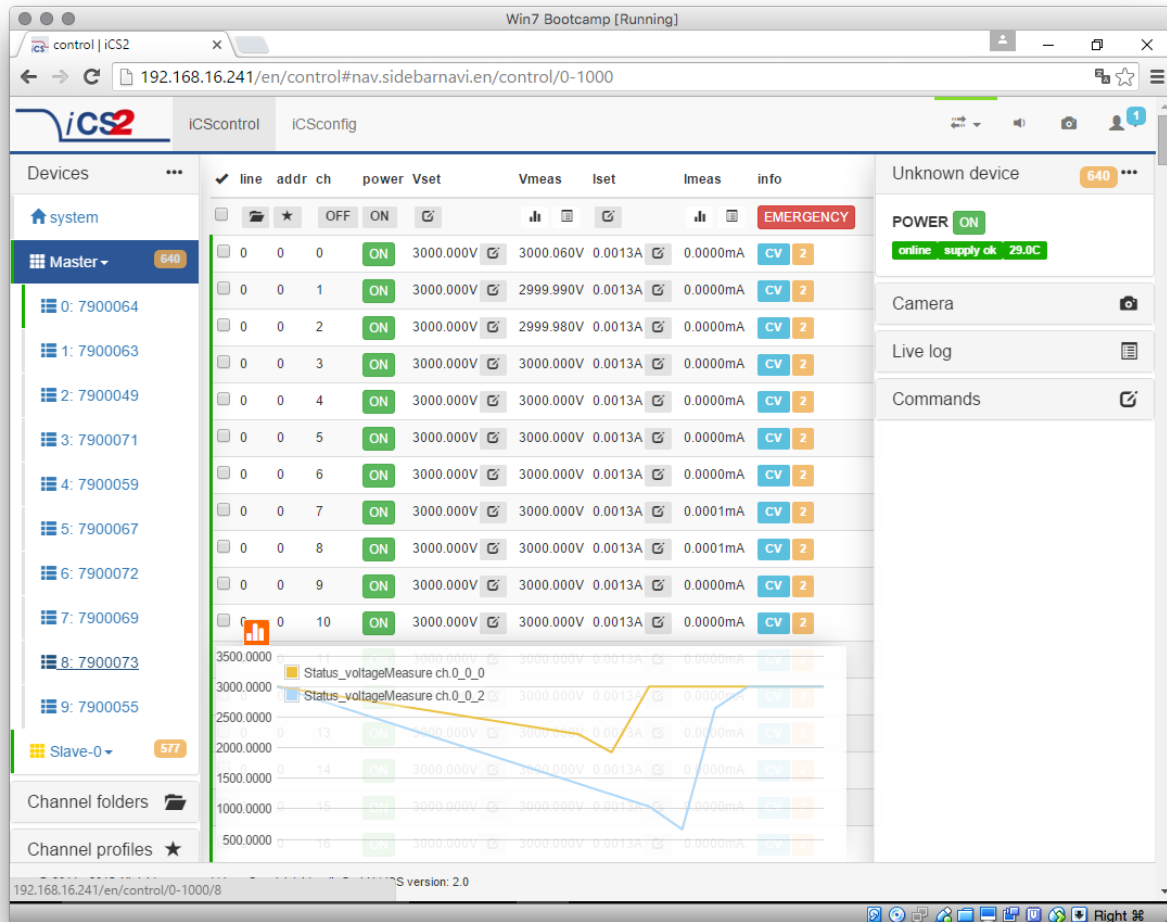 Win7 Bootcamp [Running]
control | iCS2
192.168.16.241/en/control#nav.sidebarnavi.en/control/0-1000
iCS2 iCScontrol iCSconfig 1
Devices
system
Master 640
0: 7900064
1: 7900063
2: 7900049
3: 7900071
4: 7900059
5: 7900067
6: 7900072
7: 7900069
8: 7900073
9: 7900055
Slave-0 577
Channel folders
Channel profiles
line addr ch power Vset Vmeas Iset Imeas info
OFF ON EMERGENCY
0 0 0 ON 3000.000V 3000.060V 0.0013A 0.0000mA CV 2
0 0 1 ON 3000.000V 2999.990V 0.0013A 0.0000mA CV 2
0 0 2 ON 3000.000V 2999.980V 0.0013A 0.0000mA CV 2
0 0 3 ON 3000.000V 3000.000V 0.0013A 0.0000mA CV 2
0 0 4 ON 3000.000V 3000.000V 0.0013A 0.0000mA CV 2
0 0 5 ON 3000.000V 3000.000V 0.0013A 0.0000mA CV 2
0 0 6 ON 3000.000V 3000.000V 0.0013A 0.0000mA CV 2
0 0 7 ON 3000.000V 3000.000V 0.0013A 0.0001mA CV 2
0 0 8 ON 3000.000V 3000.000V 0.0013A 0.0001mA CV 2
0 0 9 ON 3000.000V 3000.000V 0.0013A 0.0000mA CV 2
0 0 10 ON 3000.000V 3000.000V 0.0013A 0.0000mA CV 2
3500.0000
3000.0000
2500.0000
2000.0000
1500.0000
1000.0000
500.0000
Status_voltageMeasure ch.0_0_0
Status_voltageMeasure ch.0_0_2
Unknown device 640
POWER ON
online supply ok 29.0C
Camera
Live log
Commands
version: 2.0
192.168.16.241/en/control/0-1000/8
Right ⌘